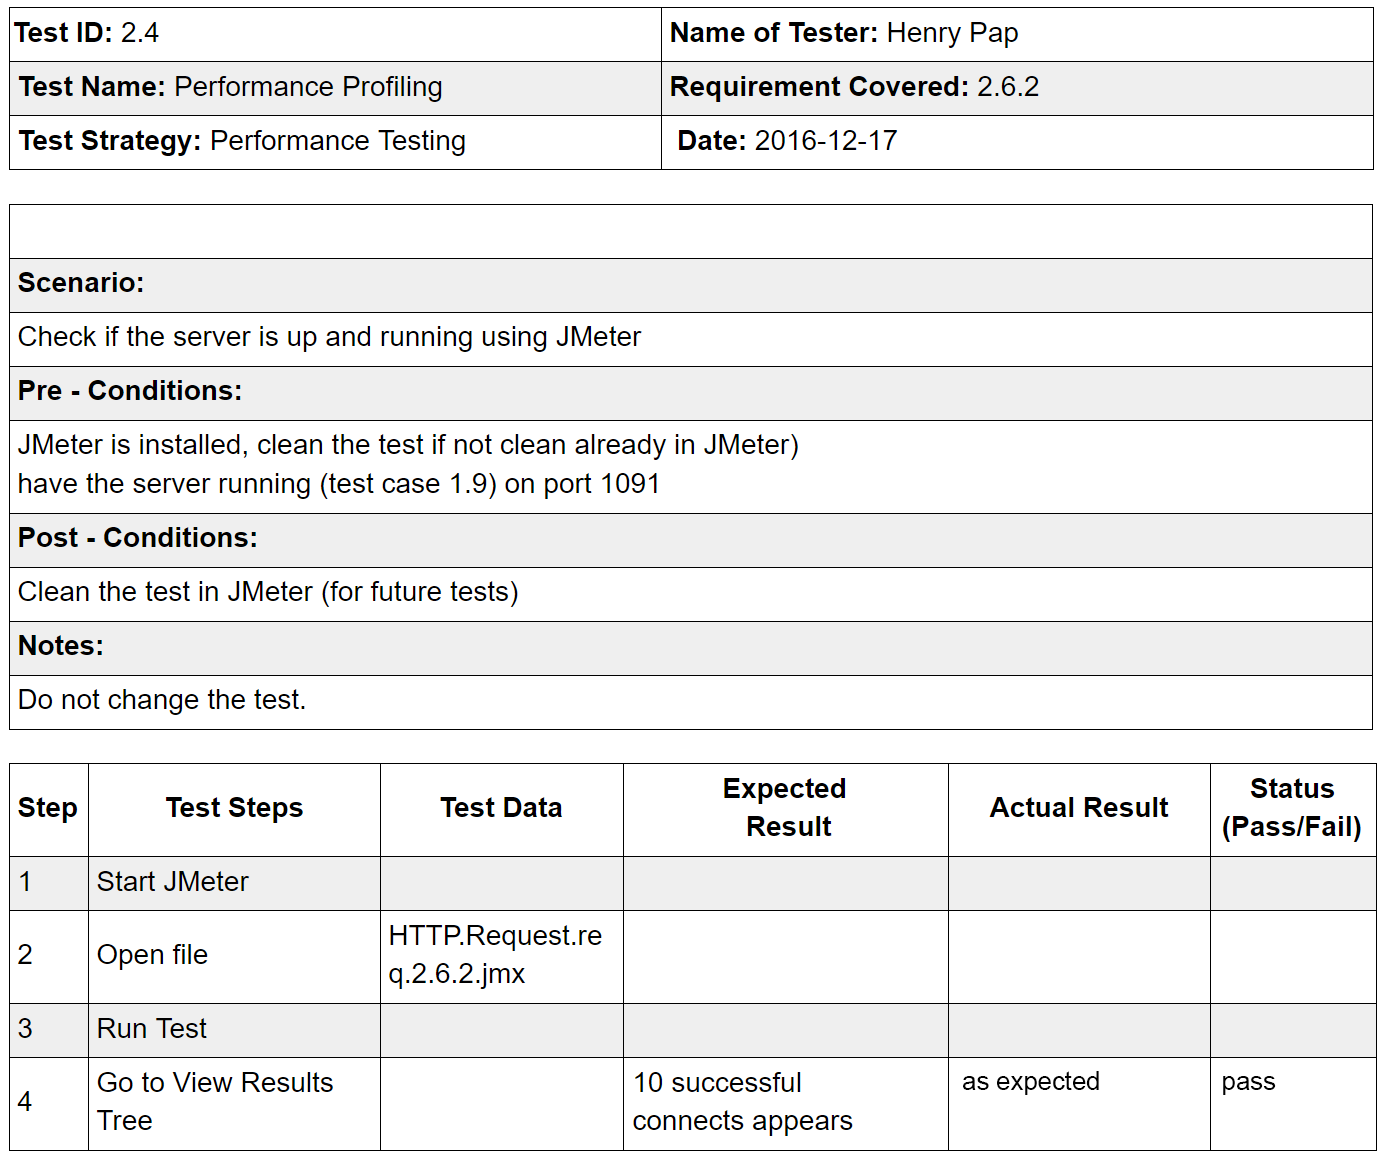 Test ID: 2.4
Name of Tester: Henry Pap
Test Name: Performance Profiling
Requirement Covered: 2.6.2
Test Strategy: Performance Testing
Date: 2016-12-17
Scenario:
Check if the server is up and running using JMeter
Pre - Conditions:
JMeter is installed, clean the test if not clean already in JMeter)
have the server running (test case 1.9) on port 1091
Post - Conditions:
Clean the test in JMeter (for future tests)
Notes:
Do not change the test.
Step
Test Steps
Test Data
Expected
Result
Actual Result
Status
(Pass/Fail)
1
Start JMeter
2
Open file
HTTP.Request.re
q.2.6.2.jmx
3
Run Test
4
Go to View Results
Tree
10 successful
connects appears
as expected
pass